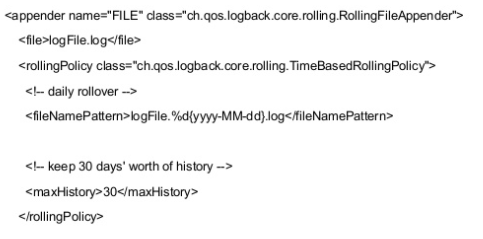 <appender name="FILE" class="ch.qos.logback.core.rolling.RollingFileAppender">
<file>logFile.log</file>
<rollingPolicy class="ch.qos.logback.core.rolling.TimeBasedRollingPolicy">
<!-- daily rollover -->
<fileNamePattern>logFile.%d{yyyy-MM-dd}.log</fileNamePattern>
<!-- keep 30 days' worth of history -->
<maxHistory>30</maxHistory>
</rollingPolicy>